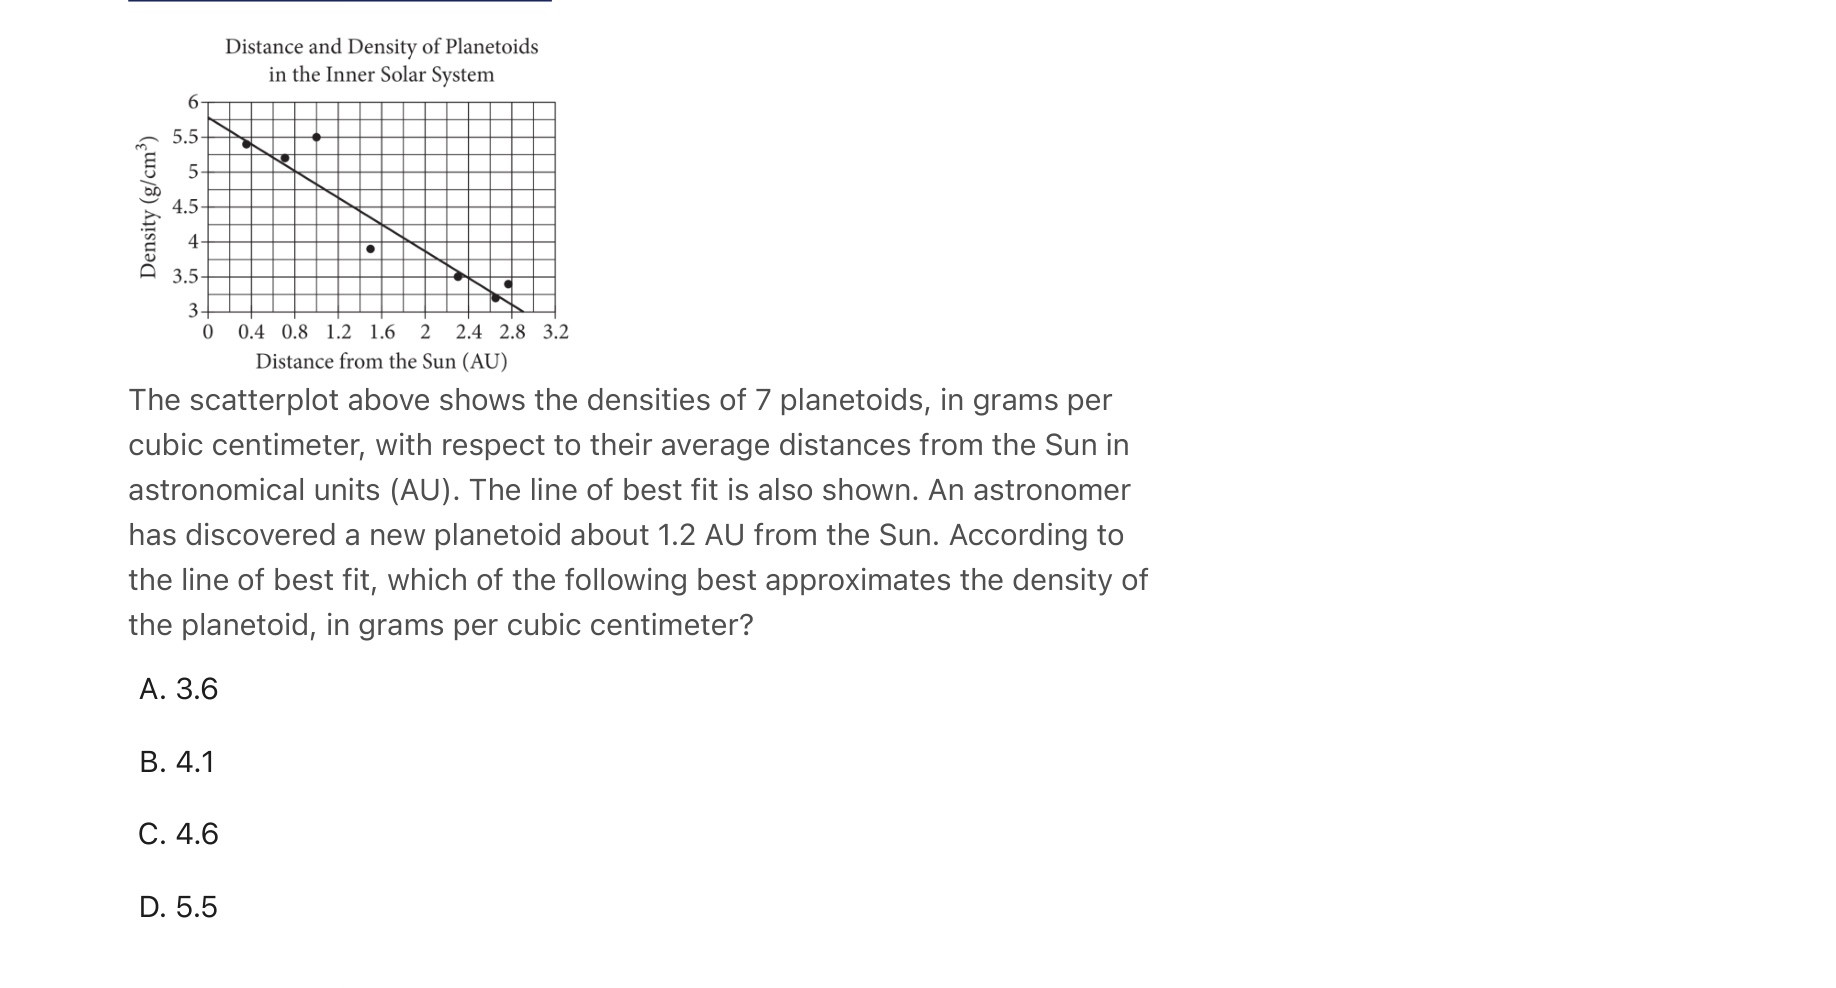 Distance and Density of Planetoids
in the Inner Solar System
Density (g/cm³)
6
5.5
5
4.5
4
3.5
3
0 0.4 0.8 1.2 1.6 2 2.4 2.8 3.2
Distance from the Sun (AU)
The scatterplot above shows the densities of 7 planetoids, in grams per
cubic centimeter, with respect to their average distances from the Sun in
astronomical units (AU). The line of best fit is also shown. An astronomer
has discovered a new planetoid about 1.2 AU from the Sun. According to
the line of best fit, which of the following best approximates the density of
the planetoid, in grams per cubic centimeter?
A. 3.6
B. 4.1
C. 4.6
D. 5.5